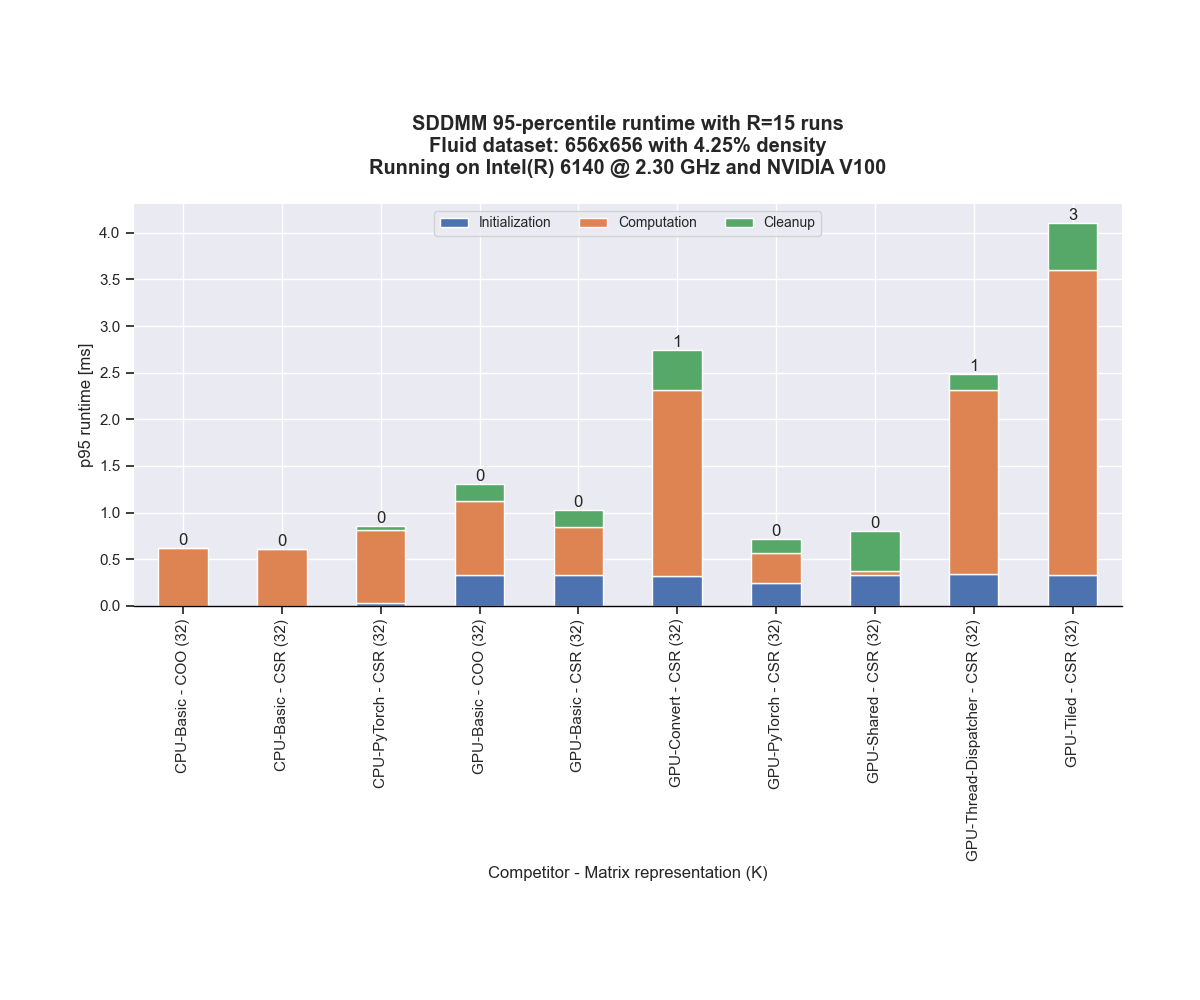 SDDMM 95-percentile runtime with R=15 runs
Fluid dataset: 656x656 with 4.25% density
Running on Intel(R) 6140 @ 2.30 GHz and NVIDIA V100
Initialization Computation Cleanup
p95 runtime [ms]
4.0
3.5
3.0
2.5
2.0
1.5
1.0
0.5
0.0
0
0
0
0
0
1
0
0
1
3
CPU-Basic - COO (32)
CPU-Basic - CSR (32)
CPU-PyTorch - CSR (32)
GPU-Basic - COO (32)
GPU-Basic - CSR (32)
GPU-Convert - CSR (32)
GPU-PyTorch - CSR (32)
GPU-Shared - CSR (32)
GPU-Thread-Dispatcher - CSR (32)
GPU-Tiled - CSR (32)
Competitor - Matrix representation (K)